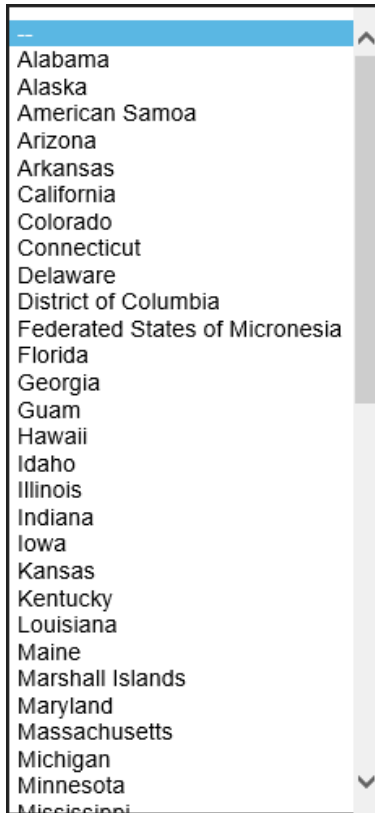 --
Alabama
Alaska
American Samoa
Arizona
Arkansas
California
Colorado
Connecticut
Delaware
District of Columbia
Federated States of Micronesia
Florida
Georgia
Guam
Hawaii
Idaho
Illinois
Indiana
Iowa
Kansas
Kentucky
Louisiana
Maine
Marshall Islands
Maryland
Massachusetts
Michigan
Minnesota
Mississippi